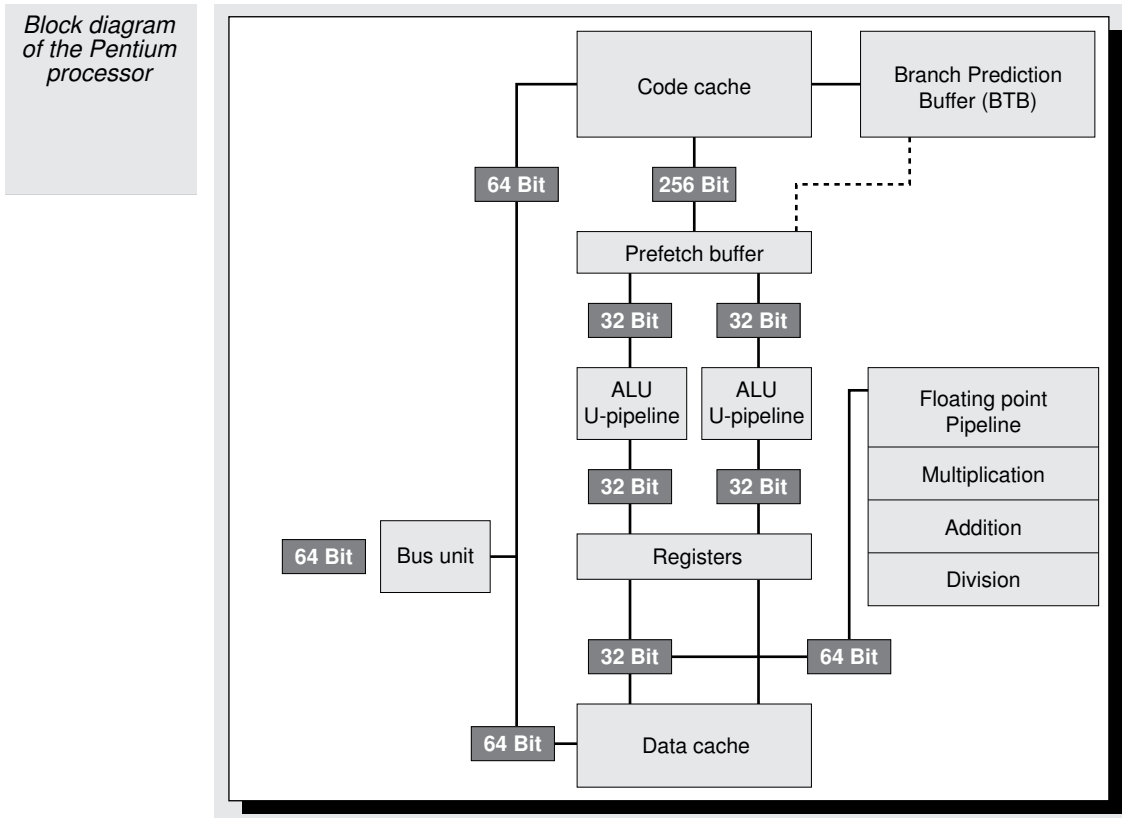 Block diagram
of the Pentium
processor
Code cache
Branch Prediction
Buffer (BTB)
64 Bit
256 Bit
Prefetch buffer
32 Bit
32 Bit
ALU
U-pipeline
ALU
U-pipeline
Floating point
Pipeline
Multiplication
Addition
Division
32 Bit
32 Bit
64 Bit
Bus unit
Registers
32 Bit
64 Bit
64 Bit
Data cache